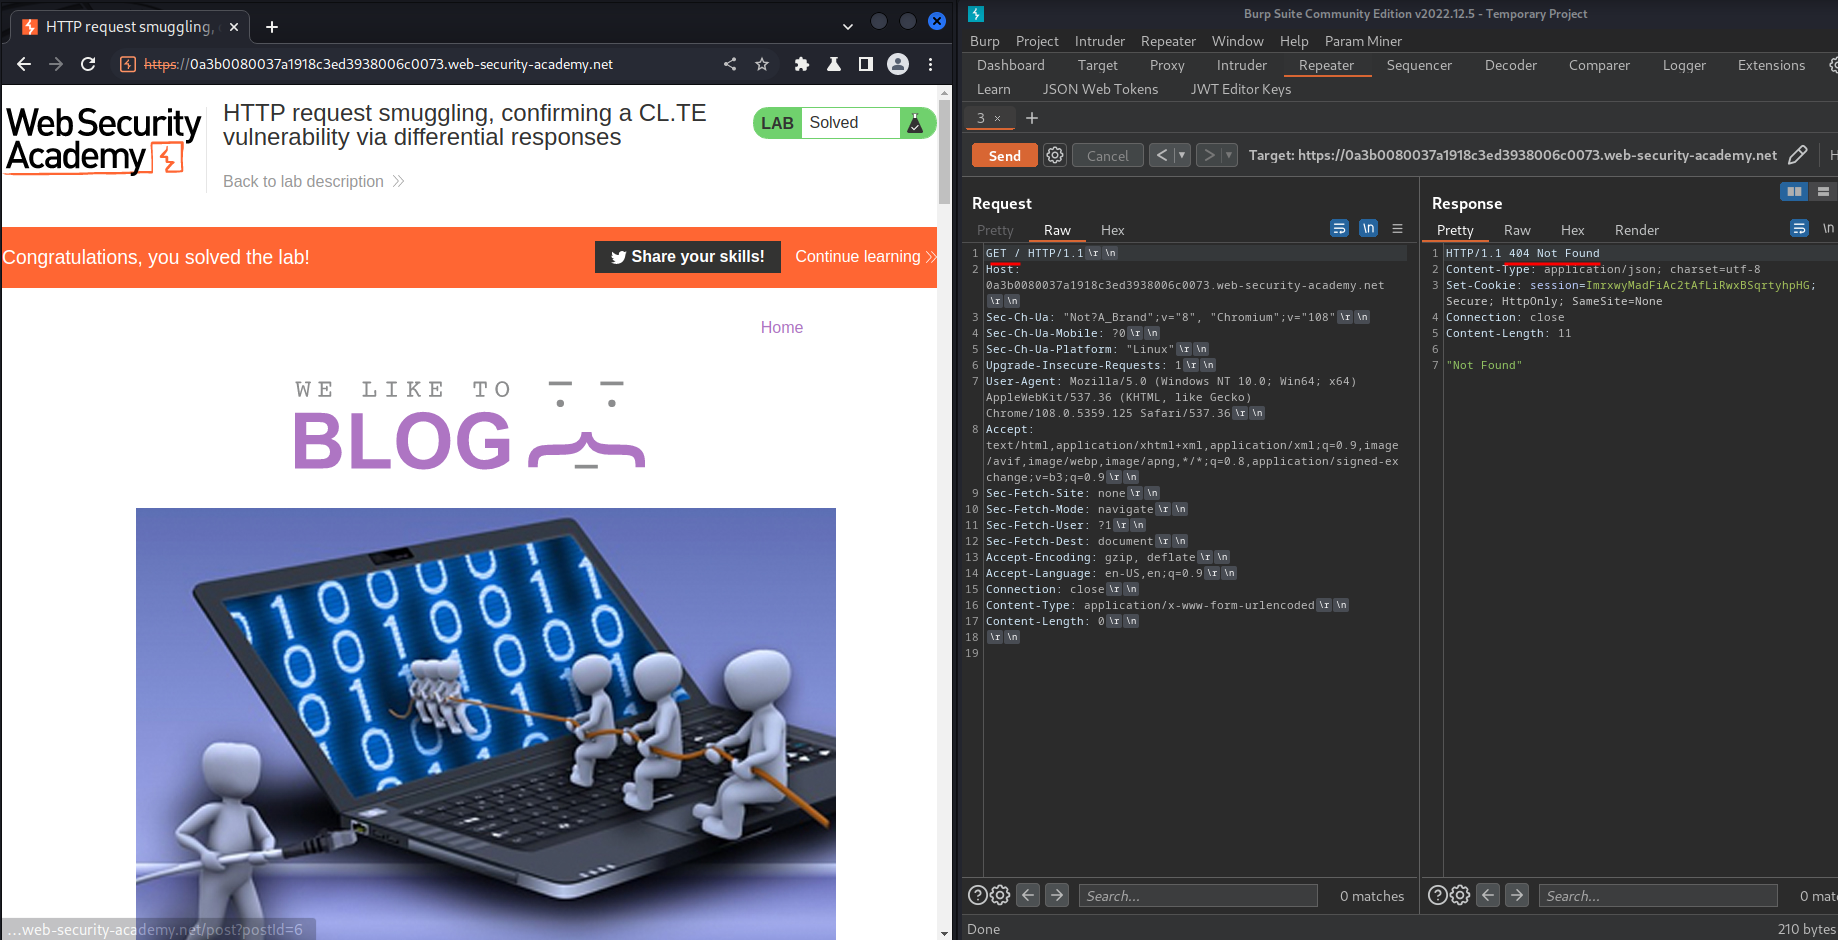 HTTP request smuggling,
https://0a3b0080037a1918c3ed3938006c0073.web-security-academy.net
Web Security
Academy
HTTP request smuggling, confirming a CL.TE
vulnerability via differential responses
Back to lab description
LAB Solved
Congratulations, you solved the lab!
Share your skills!
Continue learning
Home
WE LIKE TO
BLOG
...web-security-academy.net/post?postId=6
Burp Suite Community Edition v2022.12.5 - Temporary Project
Burp Project Intruder Repeater Window Help Param Miner
Dashboard Target Proxy Intruder Repeater Sequencer Decoder Comparer Logger Extensions
Learn JSON Web Tokens JWT Editor Keys
3 × +
Send Cancel < > Target: https://0a3b0080037a1918c3ed3938006c0073.web-security-academy.net
Request
Pretty Raw Hex \n
1 GET / HTTP/1.1 \r \n
2 Host:
0a3b0080037a1918c3ed3938006c0073.web-security-academy.net
\r \n
3 Sec-Ch-Ua: "Not?A_Brand";v="8", "Chromium";v="108" \r \n
4 Sec-Ch-Ua-Mobile: ?0 \r \n
5 Sec-Ch-Ua-Platform: "Linux" \r \n
6 Upgrade-Insecure-Requests: 1 \r \n
7 User-Agent: Mozilla/5.0 (Windows NT 10.0; Win64; x64)
AppleWebKit/537.36 (KHTML, like Gecko)
Chrome/108.0.5359.125 Safari/537.36 \r \n
8 Accept:
text/html,application/xhtml+xml,application/xml;q=0.9,image
/avif,image/webp,image/apng,*/*;q=0.8,application/signed-ex
change;v=b3;q=0.9 \r \n
9 Sec-Fetch-Site: none \r \n
10 Sec-Fetch-Mode: navigate \r \n
11 Sec-Fetch-User: ?1 \r \n
12 Sec-Fetch-Dest: document \r \n
13 Accept-Encoding: gzip, deflate \r \n
14 Accept-Language: en-US,en;q=0.9 \r \n
15 Connection: close \r \n
16 Content-Type: application/x-www-form-urlencoded \r \n
17 Content-Length: 0 \r \n
18 \r \n
19
Search...
0 matches
Response
Pretty Raw Hex Render \n
1 HTTP/1.1 404 Not Found
2 Content-Type: application/json; charset=utf-8
3 Set-Cookie: session=ImrxwyMadFiAc2tAfLiRwxBSqrtyhpHG;
Secure; HttpOnly; SameSite=None
4 Connection: close
5 Content-Length: 11
6
7 "Not Found"
Search...
0 mat
Done
210 bytes